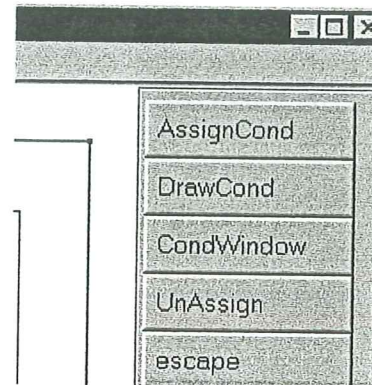 AssignCond
DrawCond
CondWindow
UnAssign
escape